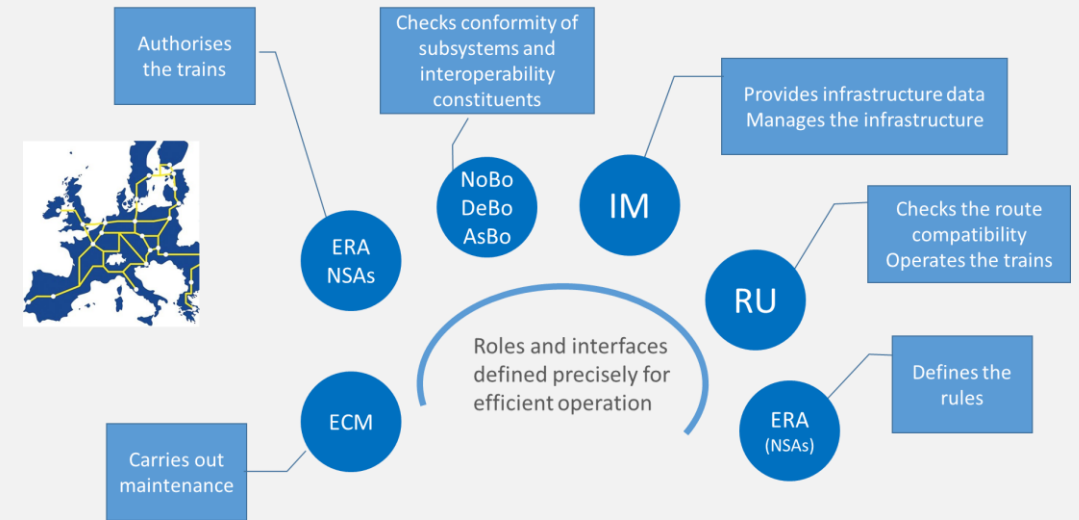 Authorises
the trains
Checks conformity of
subsystems and
interoperability
constituents
Provides infrastructure data
Manages the infrastructure
NoBo
DeBo
AsBo
IM
Checks the route
compatibility
Operates the trains
ERA
NSAs
RU
Roles and interfaces
defined precisely for
efficient operation
Defines the
rules
ECM
ERA
(NSAs)
Carries out
maintenance